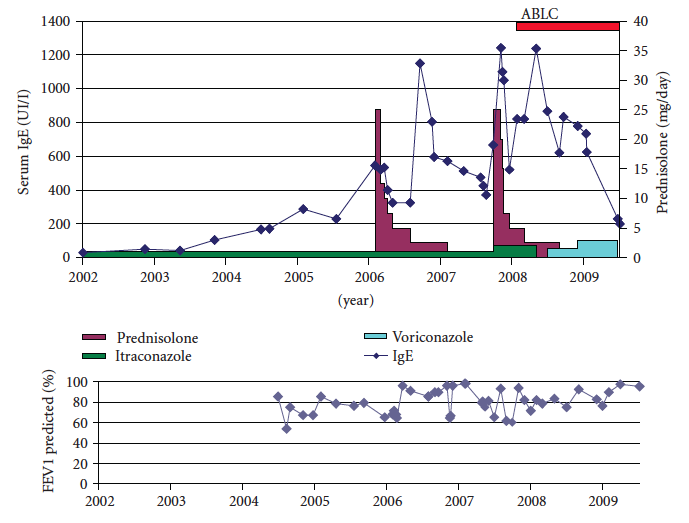 ABLC
1400
1200
1000
800
600
400
200
0
Serum IgE (UI/I)
40
35
30
25
20
15
10
5
0
Prednisolone (mg/day)
2002 2003 2004 2005 2006 2007 2008 2009
(year)
Prednisolone
Itraconazole
Voriconazole
IgE
FEV1 predicted (%)
100
80
60
40
20
0
2002 2003 2004 2005 2006 2007 2008 2009